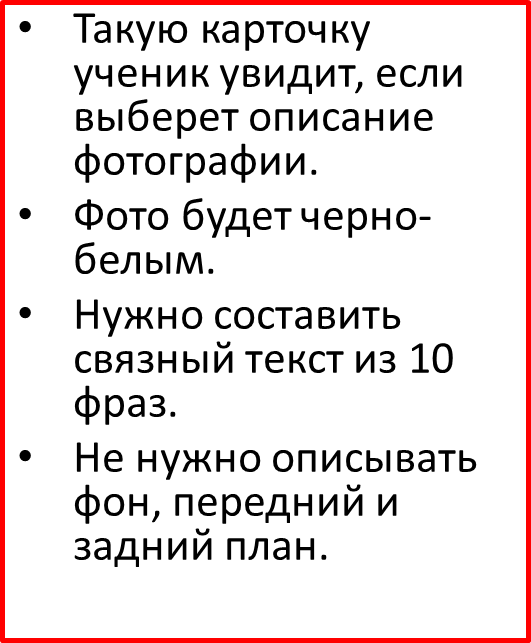 • Такую карточку
ученик увидит, если
выберет описание
фотографии.
• Фото будет черно-
белым.
• Нужно составить
связный текст из 10
фраз.
• Не нужно описывать
фон, передний и
задний план.